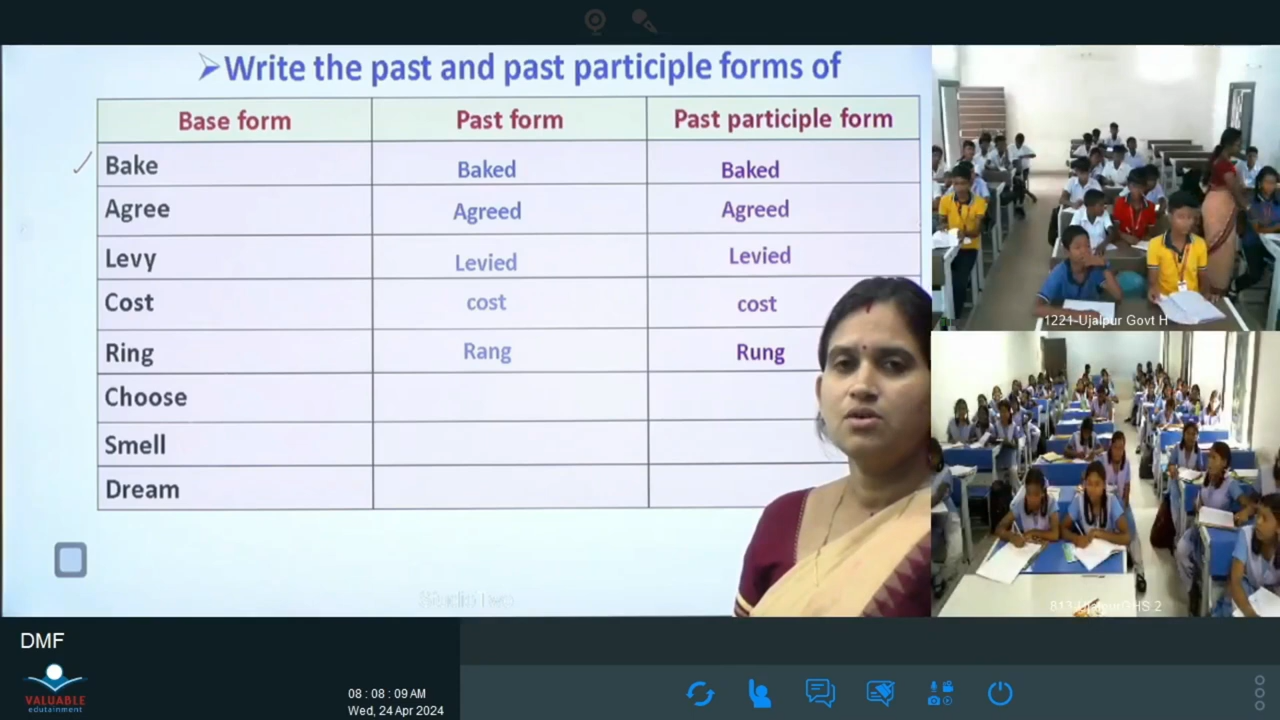 ➢Write the past and past participle forms of
Base form Past form Past participle form
Bake Baked Baked
Agree Agreed Agreed
Levy Levied Levied
Cost cost cost
Ring Rang Rung
Choose
Smell
Dream
1221-Ujalpur Govt H
DMF
VALUABLE
edutainment
08 : 08 : 09 AM
Wed, 24 Apr 2024